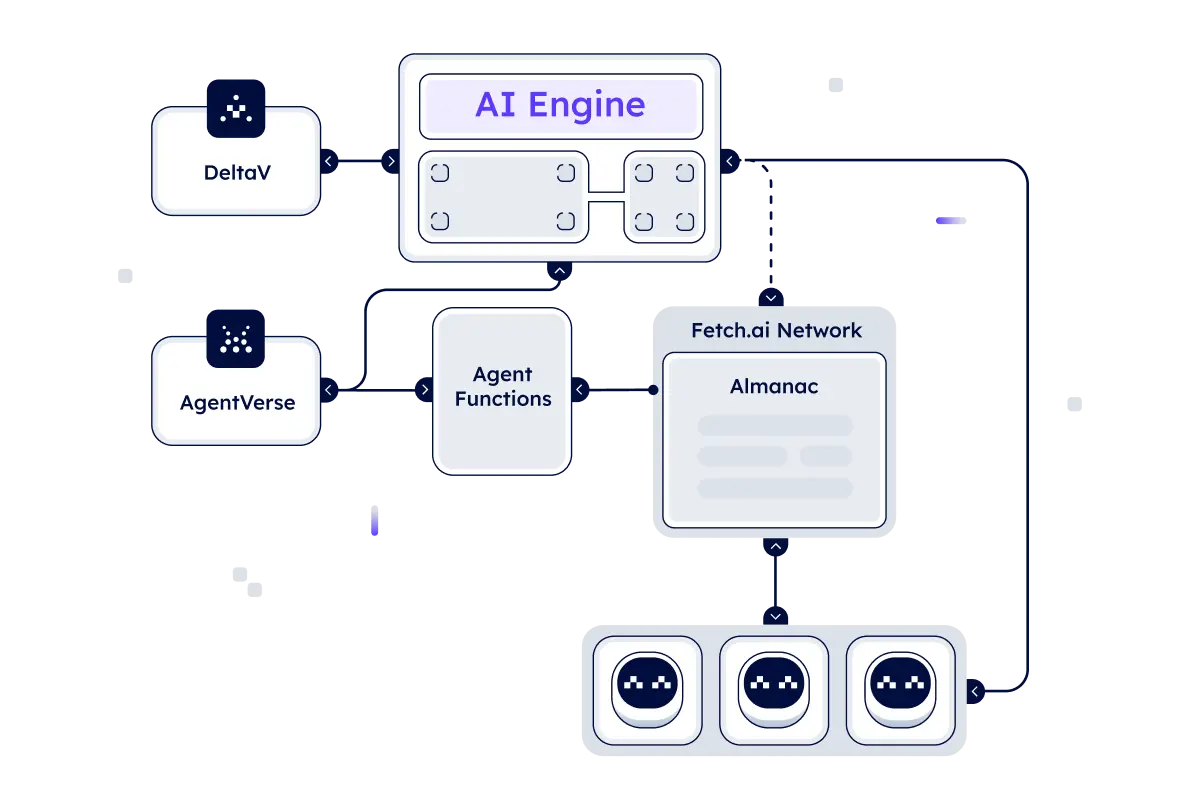 AI Engine
DeltaV
AgentVerse
Agent
Functions
Fetch.ai Network
Almanac